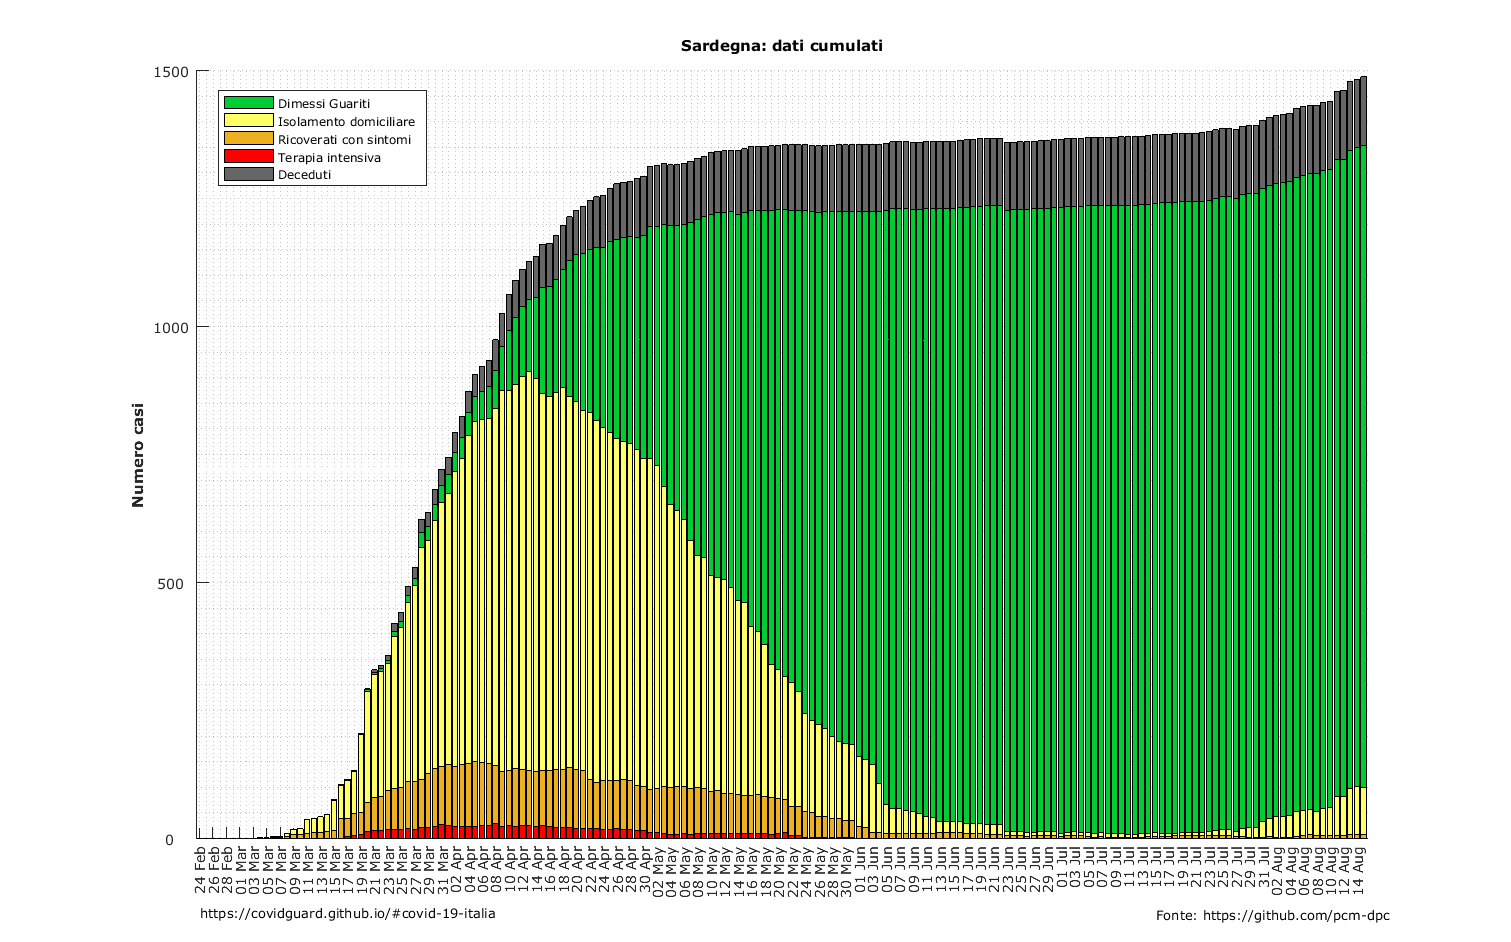 Sardegna: dati cumulati
1500
1000
500
0
Numero casi
Dimessi Guariti
Isolamento domiciliare
Ricoverati con sintomi
Terapia intensiva
Deceduti
24 Feb
26 Feb
28 Feb
01 Mar
03 Mar
05 Mar
07 Mar
09 Mar
11 Mar
13 Mar
15 Mar
17 Mar
19 Mar
21 Mar
23 Mar
25 Mar
27 Mar
29 Mar
31 Mar
02 Apr
04 Apr
06 Apr
08 Apr
10 Apr
12 Apr
14 Apr
16 Apr
18 Apr
20 Apr
22 Apr
24 Apr
26 Apr
28 Apr
30 Apr
02 May
04 May
06 May
08 May
10 May
12 May
14 May
16 May
18 May
20 May
22 May
24 May
26 May
28 May
30 May
01 Jun
03 Jun
05 Jun
07 Jun
09 Jun
11 Jun
13 Jun
15 Jun
17 Jun
19 Jun
21 Jun
23 Jun
25 Jun
27 Jun
29 Jun
01 Jul
03 Jul
05 Jul
07 Jul
09 Jul
11 Jul
13 Jul
15 Jul
17 Jul
19 Jul
21 Jul
23 Jul
25 Jul
27 Jul
29 Jul
31 Jul
02 Aug
04 Aug
06 Aug
08 Aug
10 Aug
12 Aug
14 Aug
https://covidguard.github.io/#covid-19-italia
Fonte: https://github.com/pcm-dpc